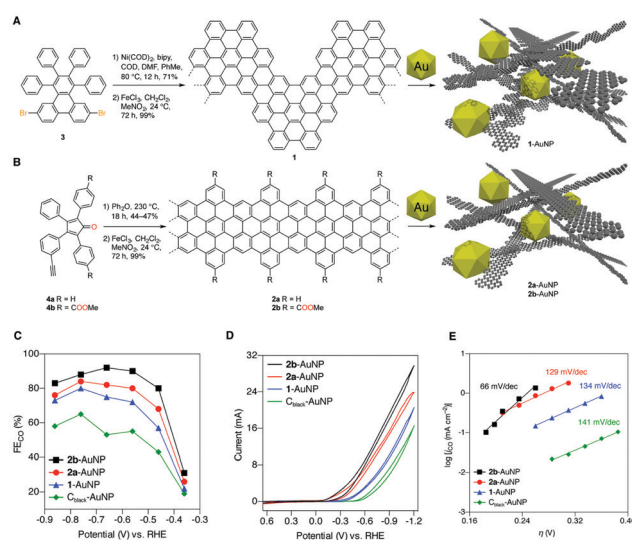 A
1) Ni(COD)2, bipy,
COD, DMF, PhMe,
80 °C, 12 h, 71%
2) FeCl3, CH2Cl2,
MeNO2, 24 °C,
72 h, 99%
Br
Br
3
1
Au
1-AuNP
B
R
O
R
1) Ph2O, 230 °C,
18 h, 44–47%
2) FeCl3, CH2Cl2,
MeNO2, 24 °C,
72 h, 99%
R R R R
R R R R
Au
4a R = H
4b R = COOMe
2a R = H
2b R = COOMe
2a-AuNP
2b-AuNP
C
FECO (%)
100
80
60
40
20
2b-AuNP
2a-AuNP
1-AuNP
Cblack-AuNP
-0.9 -0.8 -0.7 -0.6 -0.5 -0.4 -0.3
Potential (V) vs. RHE
D
Current (mA)
40
30
20
10
0
2b-AuNP
2a-AuNP
1-AuNP
Cblack-AuNP
0.6 0.3 0.0 -0.3 -0.6 -0.9 -1.2
Potential (V) vs. RHE
E
log [jCO (mA cm-2)]
1
0
-1
-2
-3
66 mV/dec
129 mV/dec
134 mV/dec
141 mV/dec
2b-AuNP
2a-AuNP
1-AuNP
Cblack-AuNP
0.16 0.24 0.32 0.40
η (V)